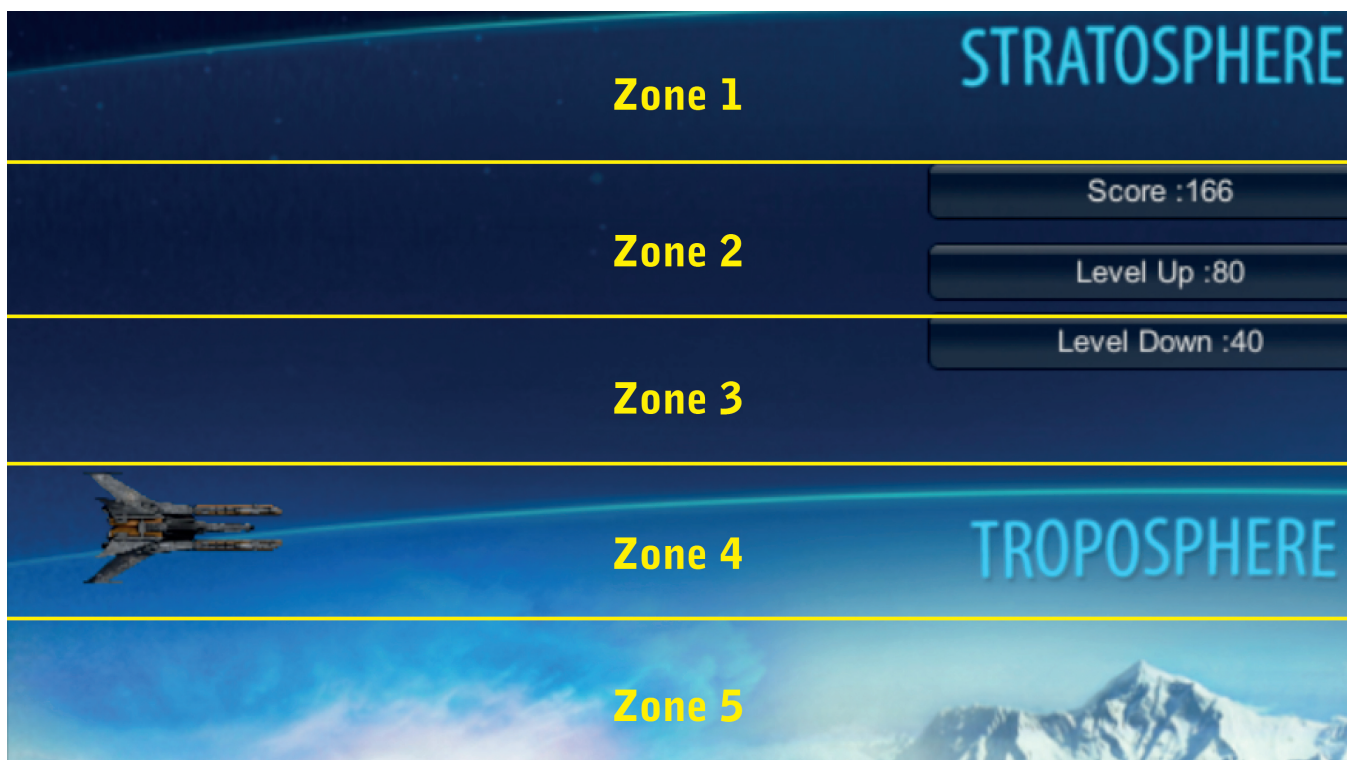 STRATOSPHERE
Zone 1
Score :166
Zone 2
Level Up :80
Level Down :40
Zone 3
Zone 4
TROPOSPHERE
Zone 5